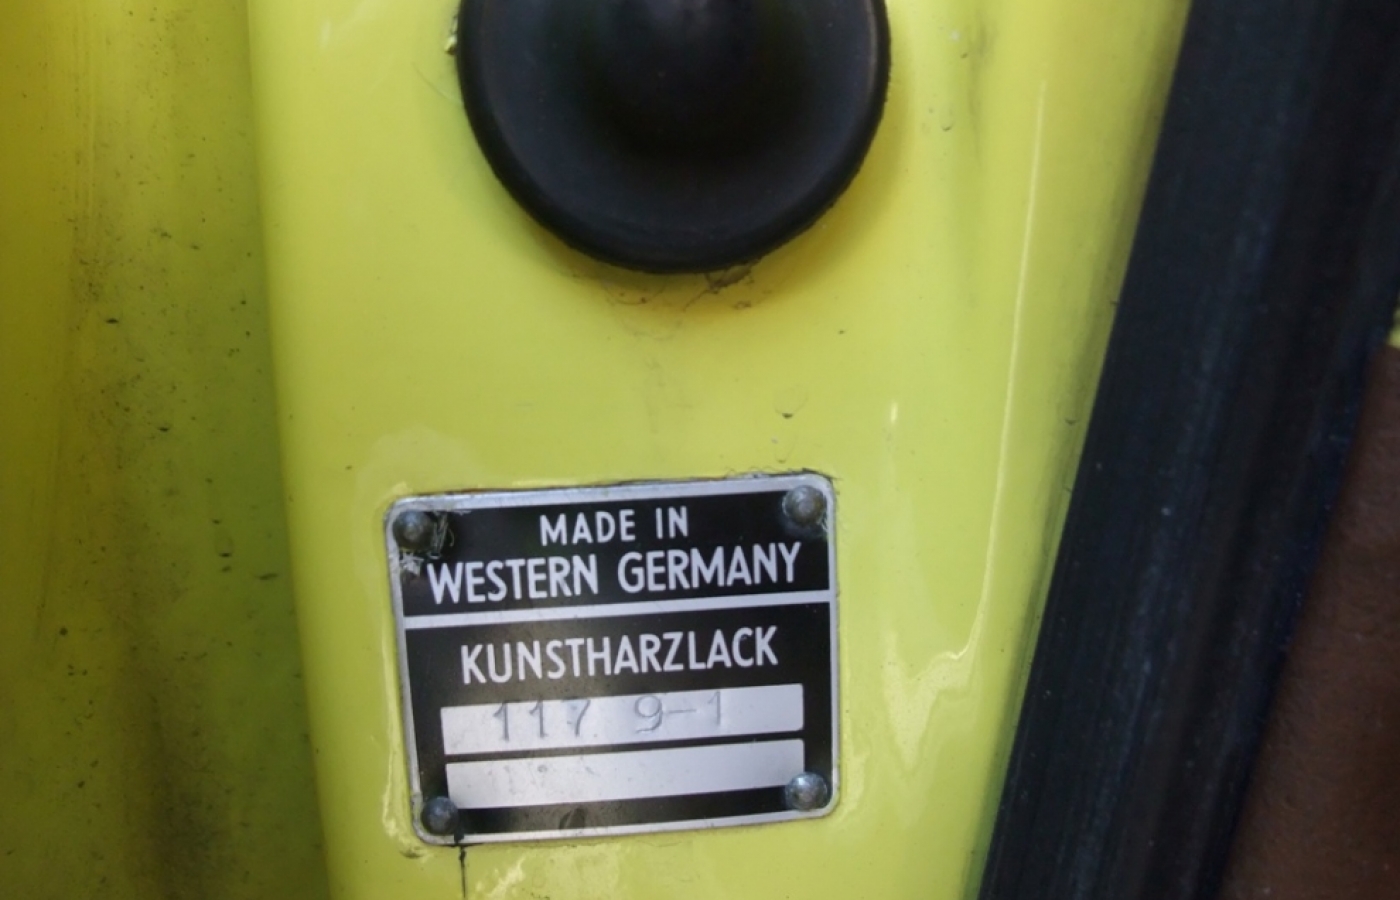 MADE IN
WESTERN GERMANY
KUNSTHARZLACK
117 9-1